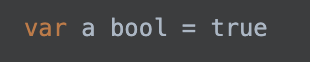 var a bool = true